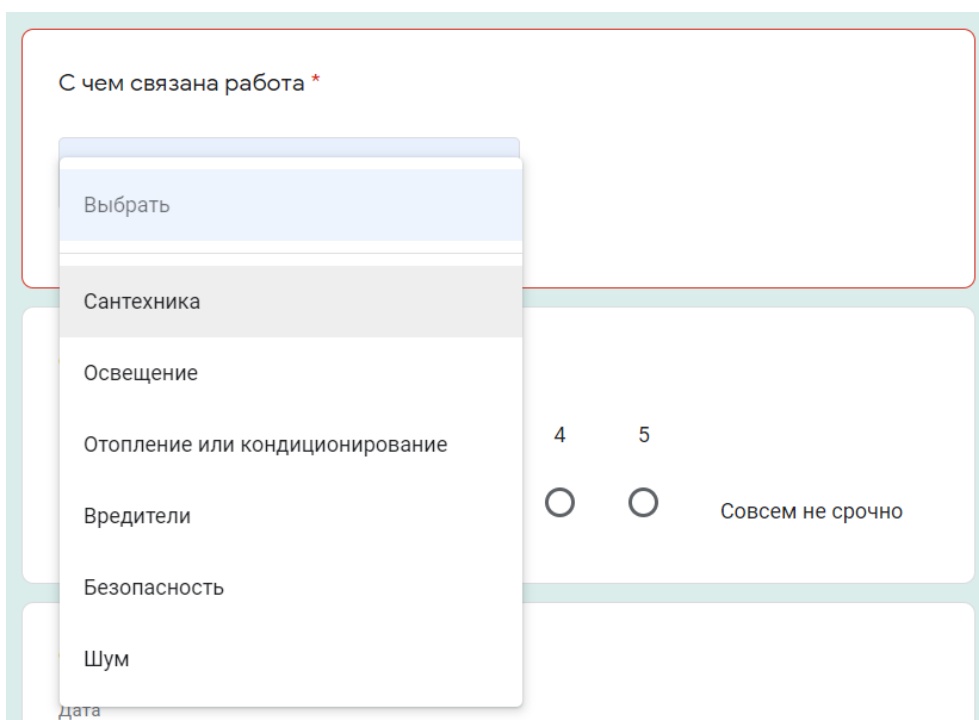 С чем связана работа *
Выбрать
Сантехника
Освещение
Отопление или кондиционирование
4 5
Вредители
Совсем не срочно
Безопасность
Шум
Дата